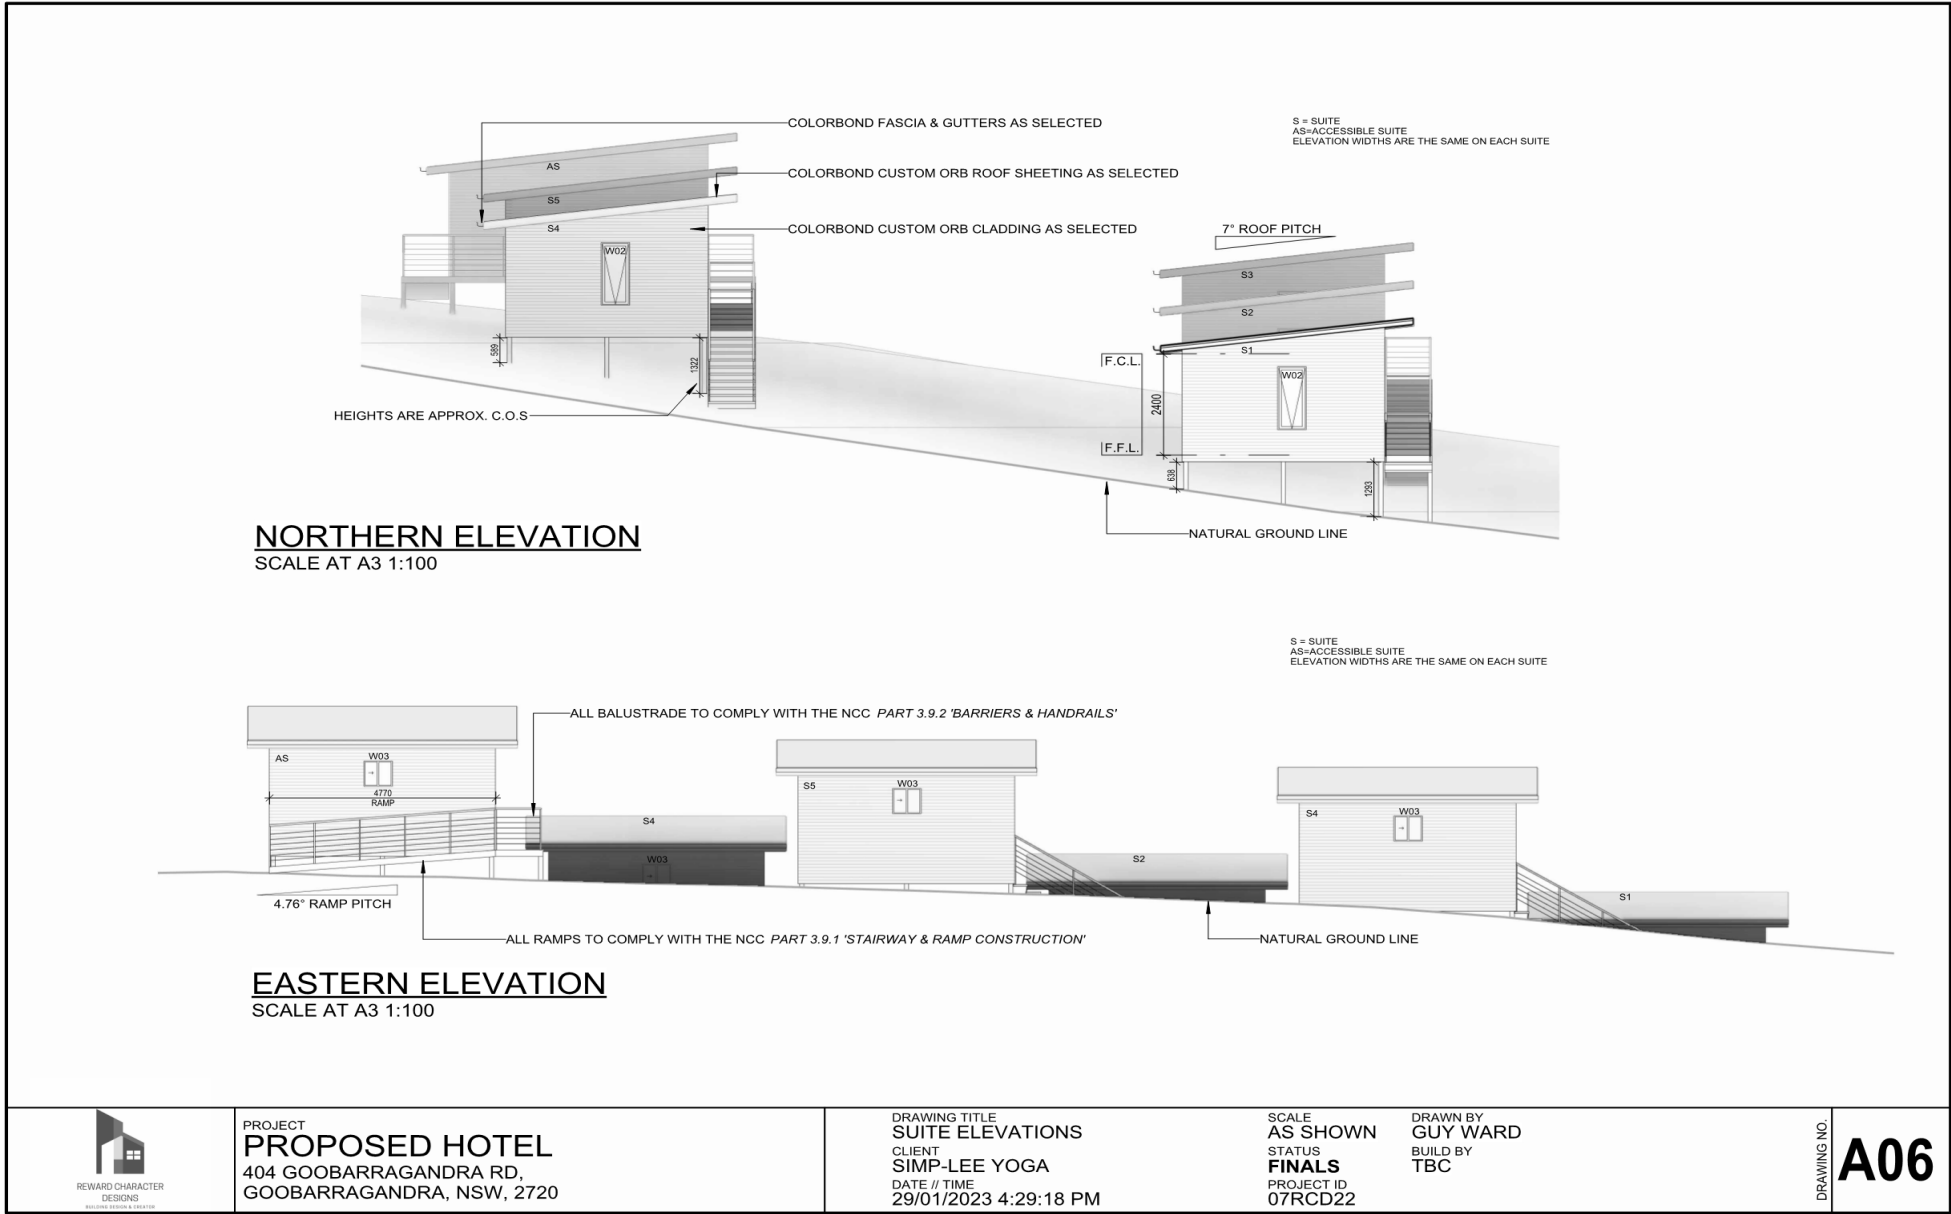 COLORBOND FASCIA & GUTTERS AS SELECTED
S = SUITE
AS=ACCESSIBLE SUITE
ELEVATION WIDTHS ARE THE SAME ON EACH SUITE
AS
COLORBOND CUSTOM ORB ROOF SHEETING AS SELECTED
S5
S4
COLORBOND CUSTOM ORB CLADDING AS SELECTED
7° ROOF PITCH
W02
S3
S2
S1
F.C.L.
W02
589
1322
2400
HEIGHTS ARE APPROX. C.O.S
F.F.L.
638
1293
NATURAL GROUND LINE
NORTHERN ELEVATION
SCALE AT A3 1:100
S = SUITE
AS=ACCESSIBLE SUITE
ELEVATION WIDTHS ARE THE SAME ON EACH SUITE
ALL BALUSTRADE TO COMPLY WITH THE NCC PART 3.9.2 'BARRIERS & HANDRAILS'
AS
W03
4770
RAMP
S4
W03
S5
W03
S2
S4
W03
S1
4.76° RAMP PITCH
ALL RAMPS TO COMPLY WITH THE NCC PART 3.9.1 'STAIRWAY & RAMP CONSTRUCTION'
NATURAL GROUND LINE
EASTERN ELEVATION
SCALE AT A3 1:100
REWARD CHARACTER
DESIGNS
BUILDING DESIGN & CREATER
PROJECT
PROPOSED HOTEL
404 GOOBARRAGANDRA RD,
GOOBARRAGANDRA, NSW, 2720
DRAWING TITLE
SUITE ELEVATIONS
CLIENT
SIMP-LEE YOGA
DATE // TIME
29/01/2023 4:29:18 PM
SCALE
AS SHOWN
STATUS
FINALS
PROJECT ID
07RCD22
DRAWN BY
GUY WARD
BUILD BY
TBC
DRAWING NO.
A06